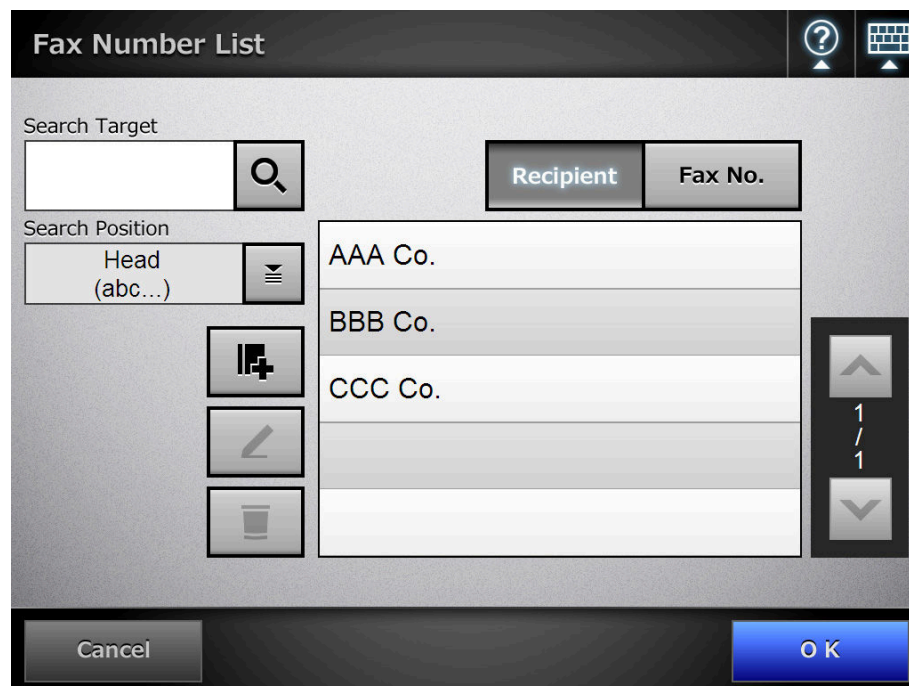 Fax Number List
?
Search Target
Recipient
Fax No.
Search Position
Head
(abc...)
AAA Co.
BBB Co.
CCC Co.
1
/
1
Cancel
O K